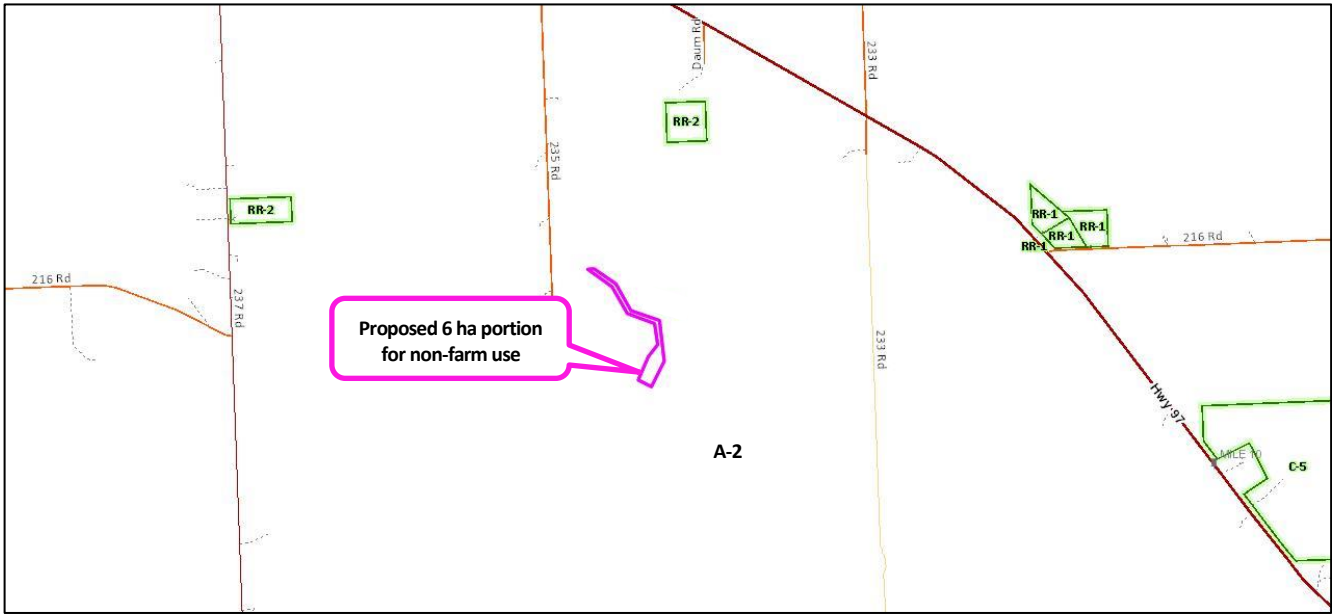 Daum Rd
233 Rd
RR-2
235 Rd
RR-2
RR-1
RR-1
RR-1
RR-1
216 Rd
216 Rd
237 Rd
Proposed 6 ha portion
for non-farm use
233 Rd
Hwy 97
A-2
MILE 10
C-5